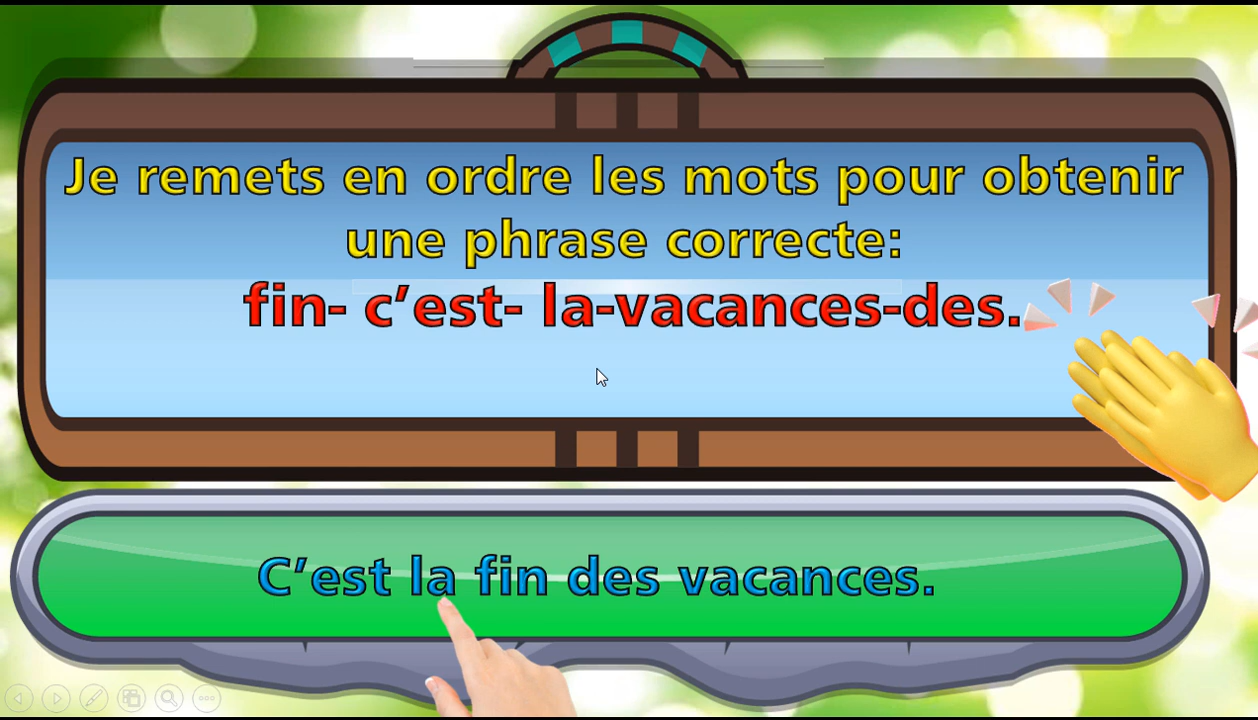 Je remets en ordre les mots pour obtenir
une phrase correcte:
fin- c’est- la-vacances-des.
C’est la fin des vacances.